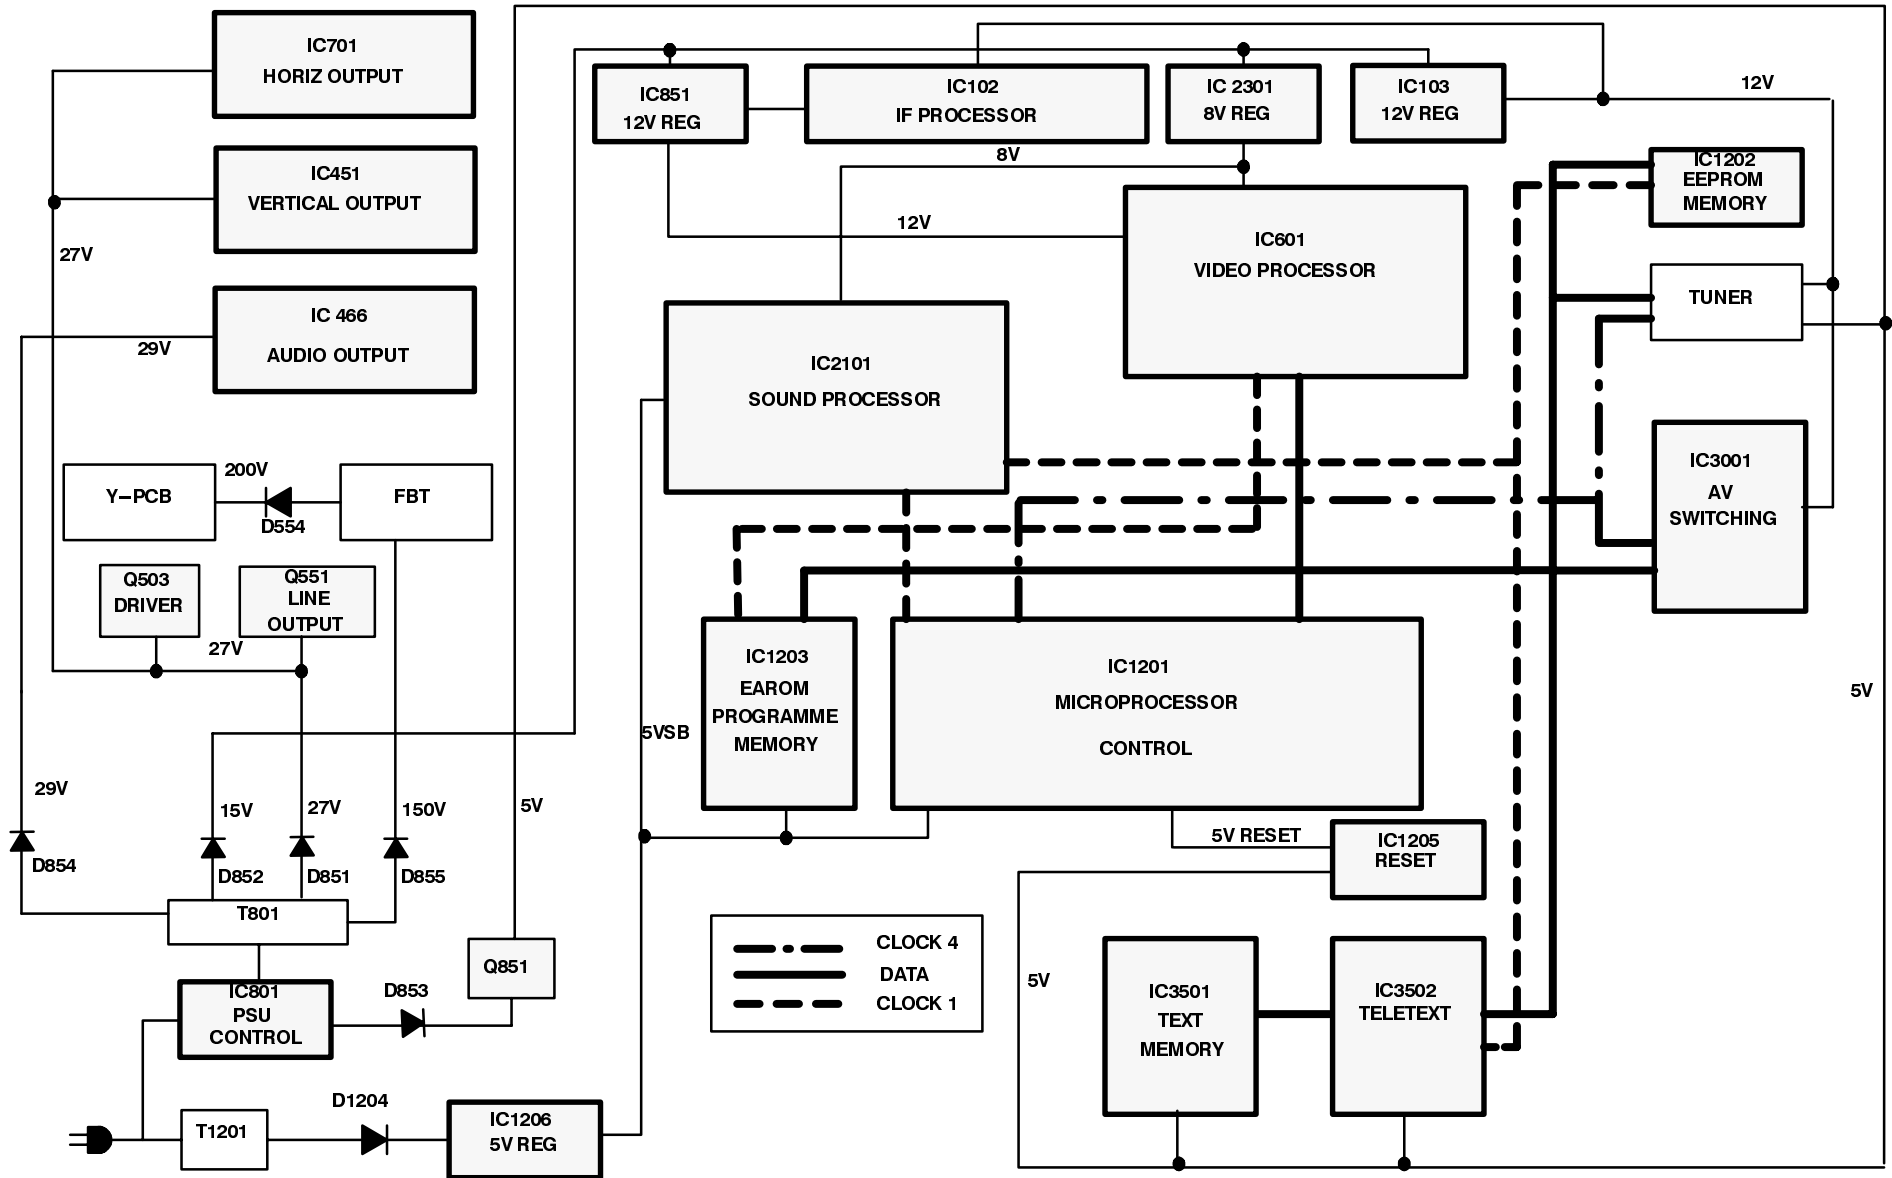 IC701
HORIZ OUTPUT
IC451
VERTICAL OUTPUT
27V
IC 466
AUDIO OUTPUT
29V
Y–PCB
200V
D554
FBT
Q503
DRIVER
Q551
LINE
OUTPUT
27V
29V
15V
27V
150V
5V
D854
D852
D851
D855
T801
Q851
IC801
PSU
CONTROL
D853
T1201
D1204
IC1206
5V REG
IC851
12V REG
IC102
IF PROCESSOR
IC 2301
8V REG
IC103
12V REG
12V
8V
12V
IC1202
EEPROM
MEMORY
IC601
VIDEO PROCESSOR
TUNER
IC2101
SOUND PROCESSOR
IC3001
AV
SWITCHING
5V
IC1203
EAROM
PROGRAMME
MEMORY
5VSB
IC1201
MICROPROCESSOR
CONTROL
5V RESET
IC1205
RESET
CLOCK 4
DATA
CLOCK 1
5V
IC3501
TEXT
MEMORY
IC3502
TELETEXT